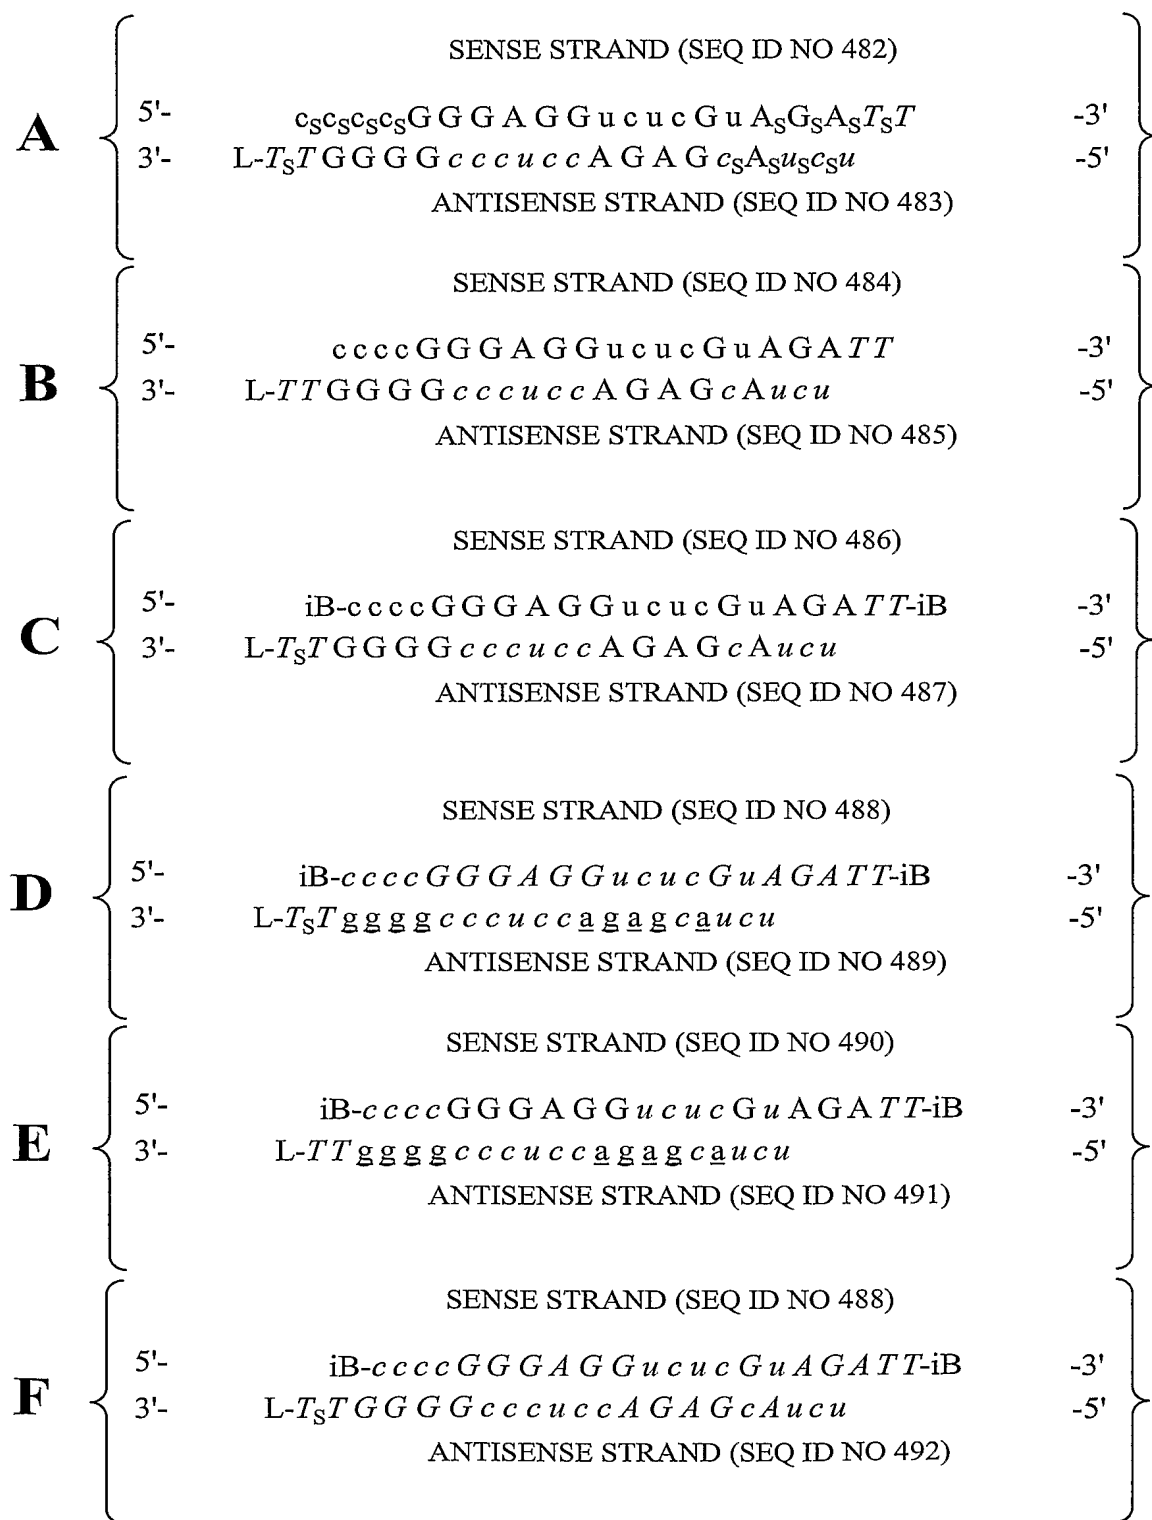 SENSE STRAND (SEQ ID NO 482)
A
5'- cScScScSGGGAGGucucGuASGSASTST -3'
3'- L-TSTGGGGcccuccAGAGcSASuScSu -5'
ANTISENSE STRAND (SEQ ID NO 483)
SENSE STRAND (SEQ ID NO 484)
B
5'- ccccGGGAGGucucGuAGATT -3'
3'- L-TTGGGGcccuccAGAGcAucu -5'
ANTISENSE STRAND (SEQ ID NO 485)
SENSE STRAND (SEQ ID NO 486)
C
5'- iB-ccccGGGAGGucucGuAGATT-iB -3'
3'- L-TSTGGGGcccuccAGAGcAucu -5'
ANTISENSE STRAND (SEQ ID NO 487)
SENSE STRAND (SEQ ID NO 488)
D
5'- iB-ccccGGGAGGucucGuAGATT-iB -3'
3'- L-TSTggggcccuccagagcaucu -5'
ANTISENSE STRAND (SEQ ID NO 489)
SENSE STRAND (SEQ ID NO 490)
E
5'- iB-ccccGGGAGGucucGuAGATT-iB -3'
3'- L-TTggggcccuccagagcaucu -5'
ANTISENSE STRAND (SEQ ID NO 491)
SENSE STRAND (SEQ ID NO 488)
F
5'- iB-ccccGGGAGGucucGuAGATT-iB -3'
3'- L-TSTGGGGcccuccAGAGcAucu -5'
ANTISENSE STRAND (SEQ ID NO 492)